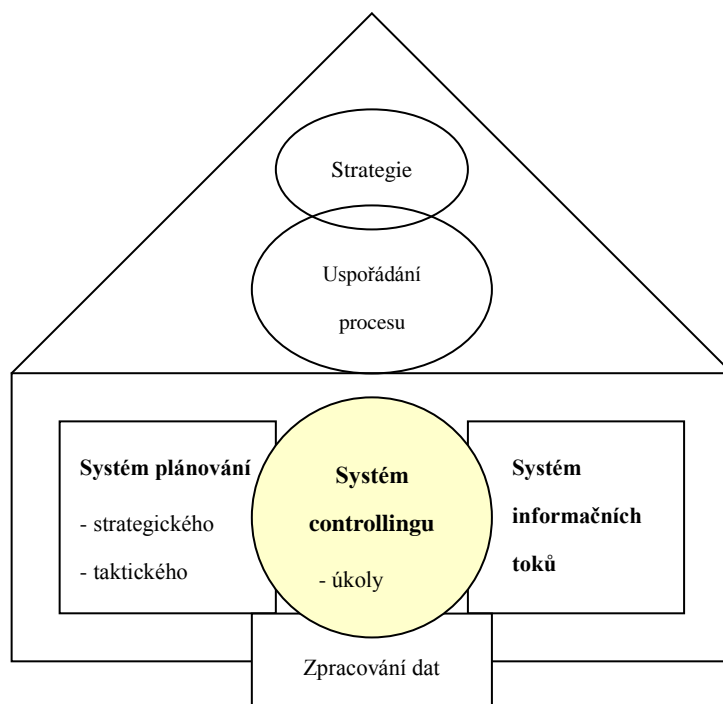 Strategie
Uspořádání
procesu
Systém plánování
- strategického
- taktického
Systém
controllingu
- úkoly
Systém
informačních
toků
Zpracování dat